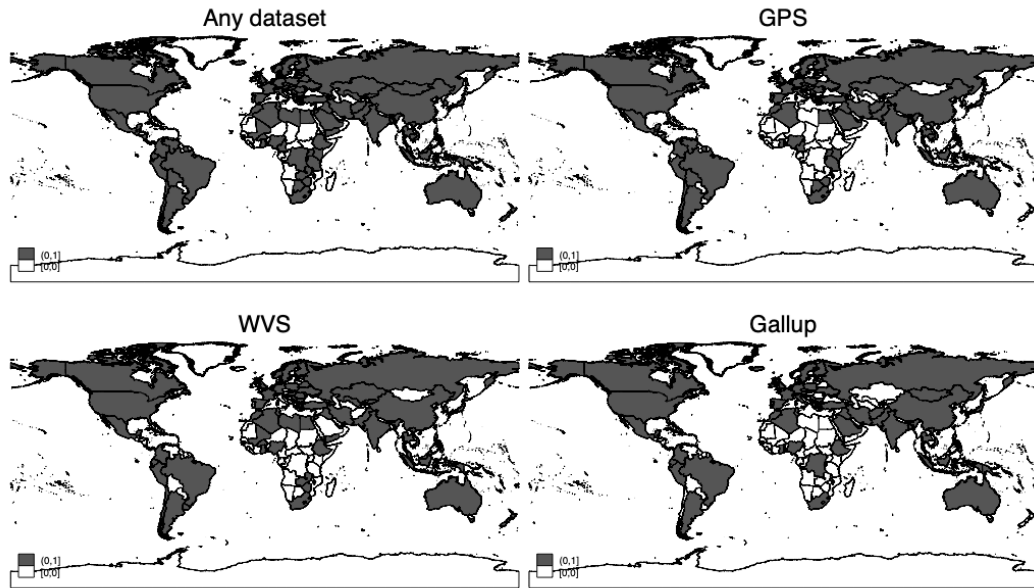 Any dataset
GPS
(0,1]
[0,0]
(0,1]
[0,0]
WVS
Gallup
(0,1]
[0,0]
(0,1]
[0,0]